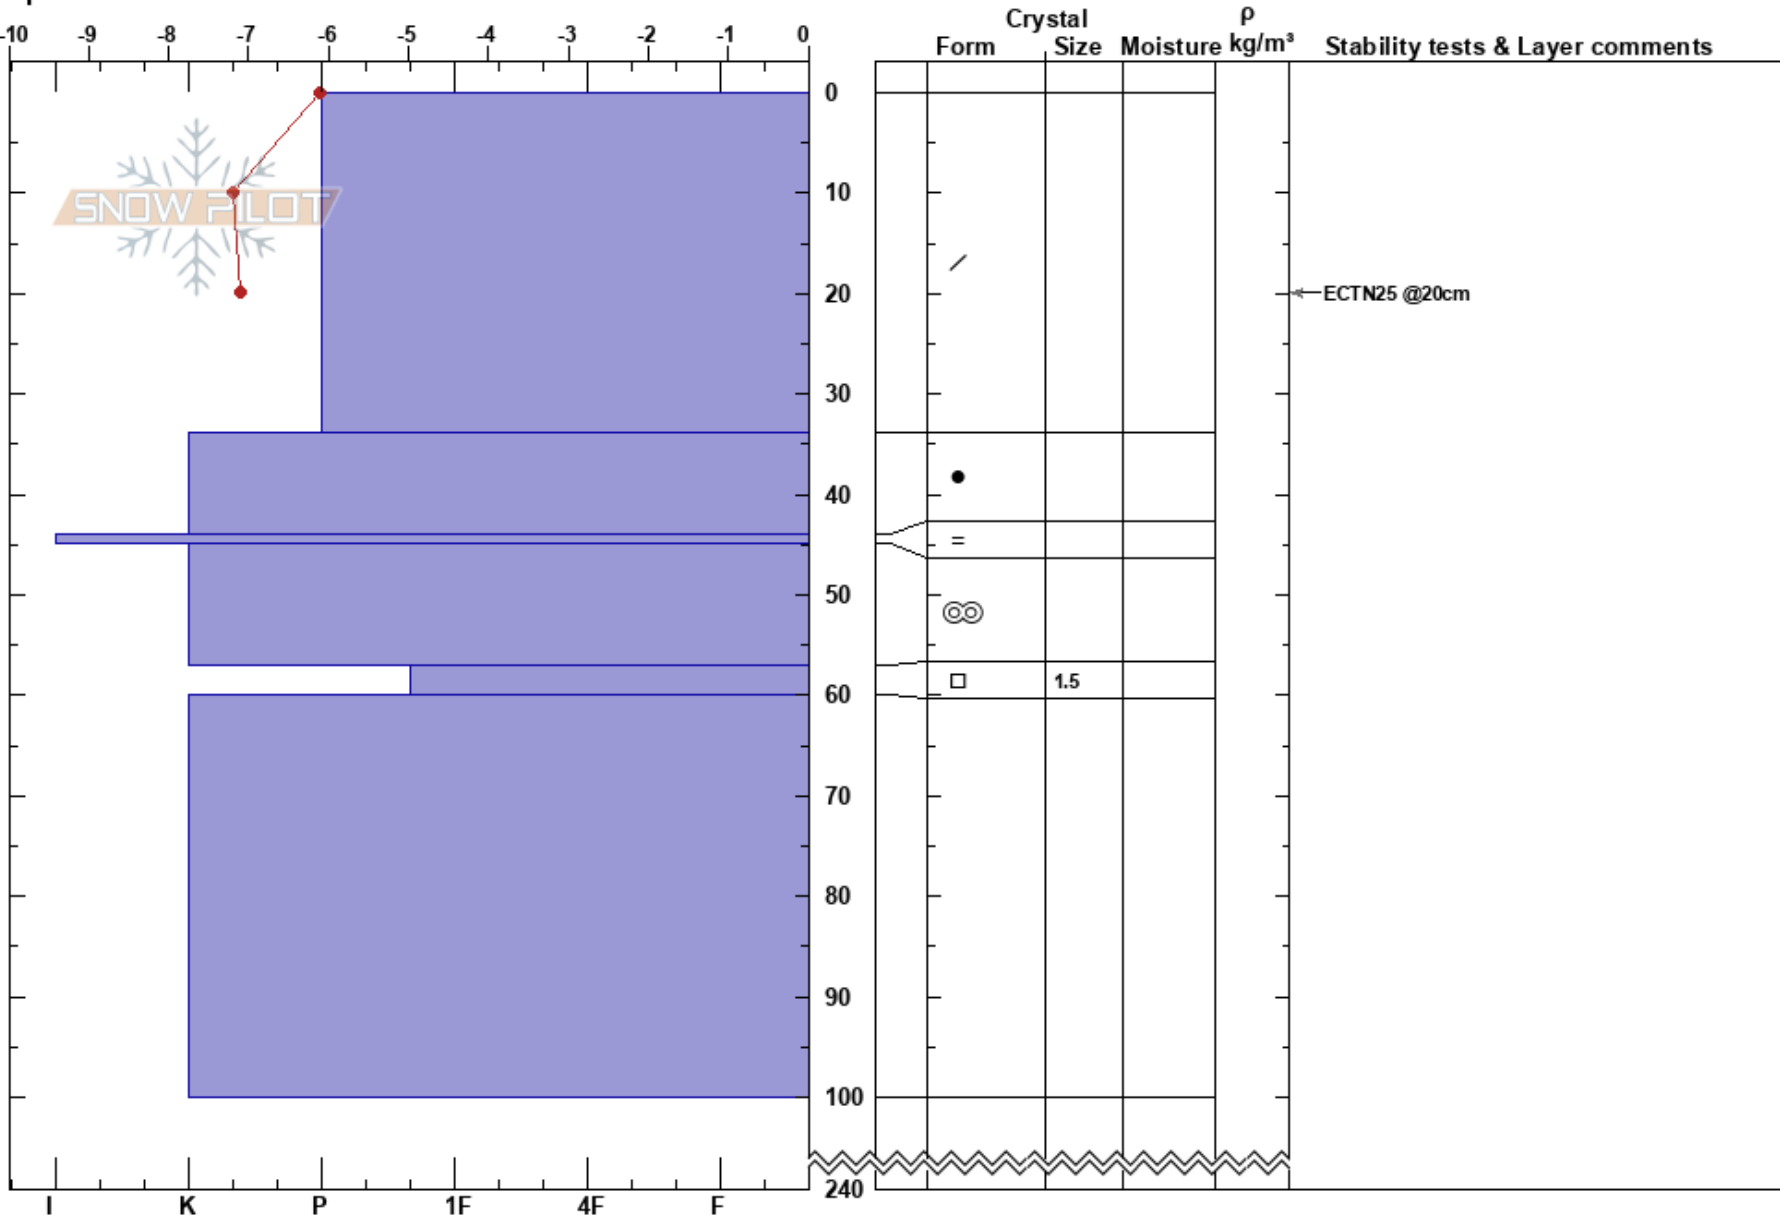 Crystal ρ
-10 -9 -8 -7 -6 -5 -4 -3 -2 -1 0
Form Size Moisture kg/m³ Stability tests & Layer comments
0
10
SNOW PILOT
20
ECTN25 @20cm
30
40
=
50
1.5
60
70
80
90
100
240
I K P 1F 4F F